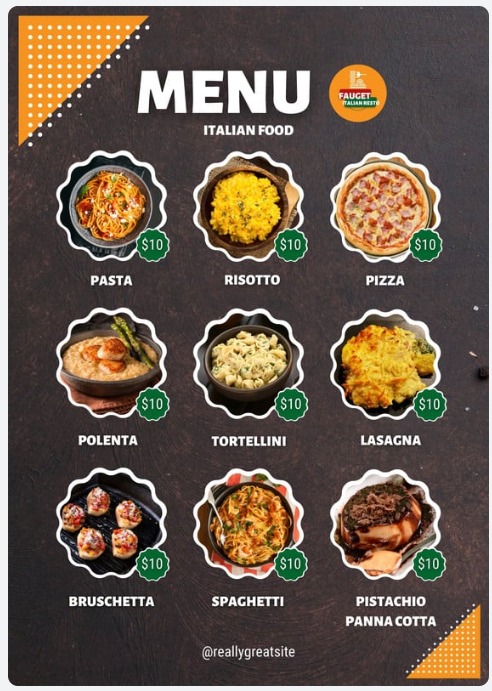 MENU
FAUGET
ITALIAN RESTO
ITALIAN FOOD
$10
$10
$10
PASTA
RISOTTO
PIZZA
$10
$10
$10
POLENTA
TORTELLINI
LASAGNA
$10
$10
$10
BRUSCHETTA
SPAGHETTI
PISTACHIO
PANNA COTTA
@reallygreatsite